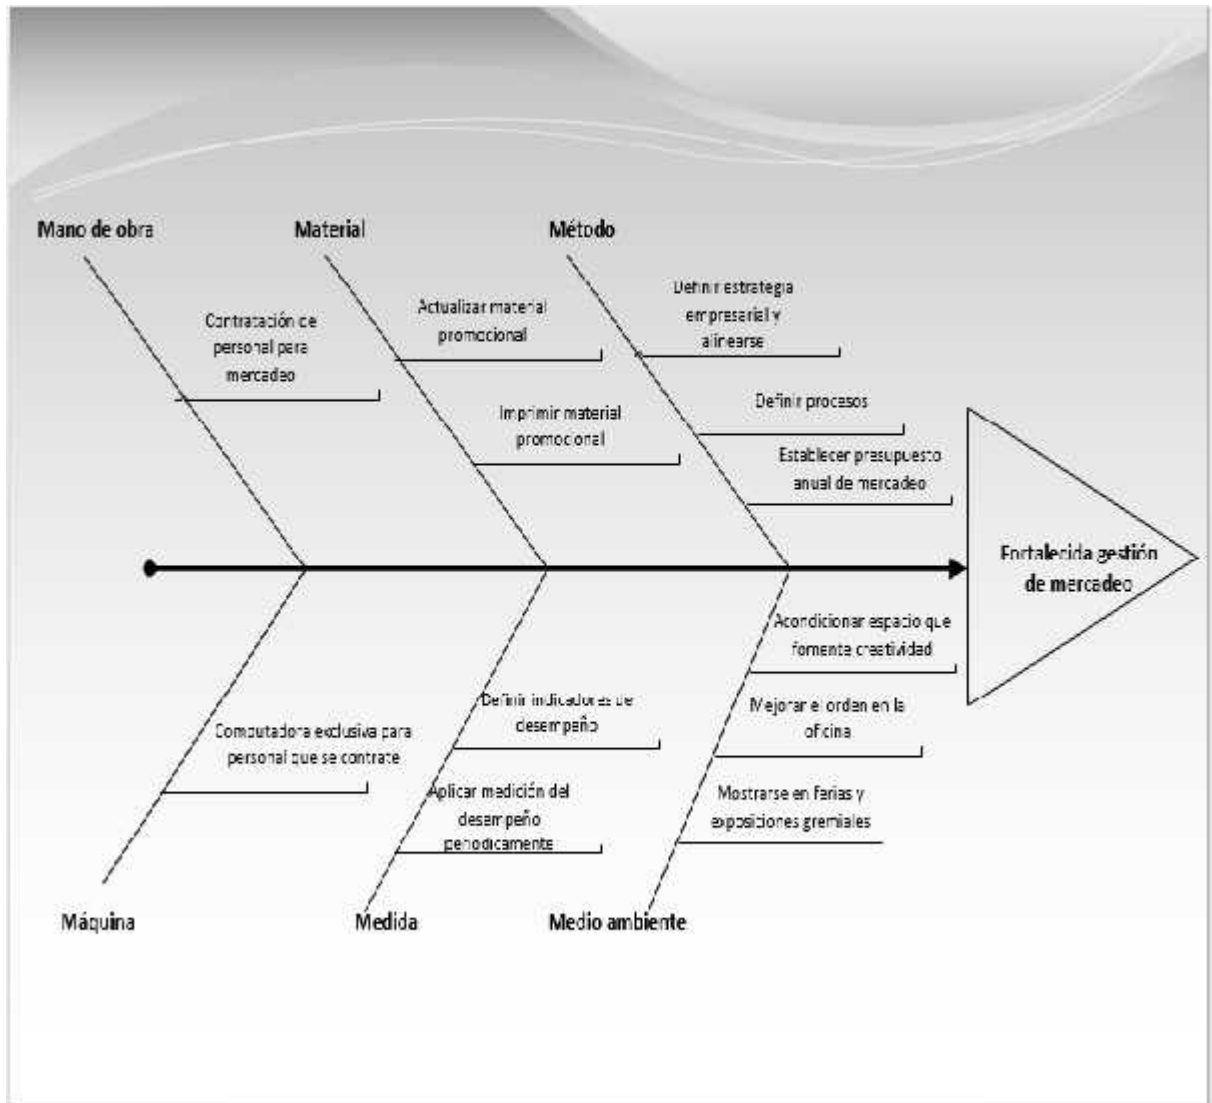 Mano de obra
Material
Método
Contratación de
personal para
mercadeo
Actualizar material
promocional
Imprimir material
promocional
Definir estrategia
empresarial y
alinearse
Definir procesos
Establecer presupuesto
anual de mercadeo
Fortalecida gestión
de mercadeo
Computadora exclusiva para
personal que se contrate
Definir indicadores de
desempeño
Aplicar medición del
desempeño
periodicamente
Acondicionar espacio que
fomente creatividad
Mejorar el orden en la
oficina
Mostrarse en ferias y
exposiciones gremiales
Máquina
Medida
Medio ambiente